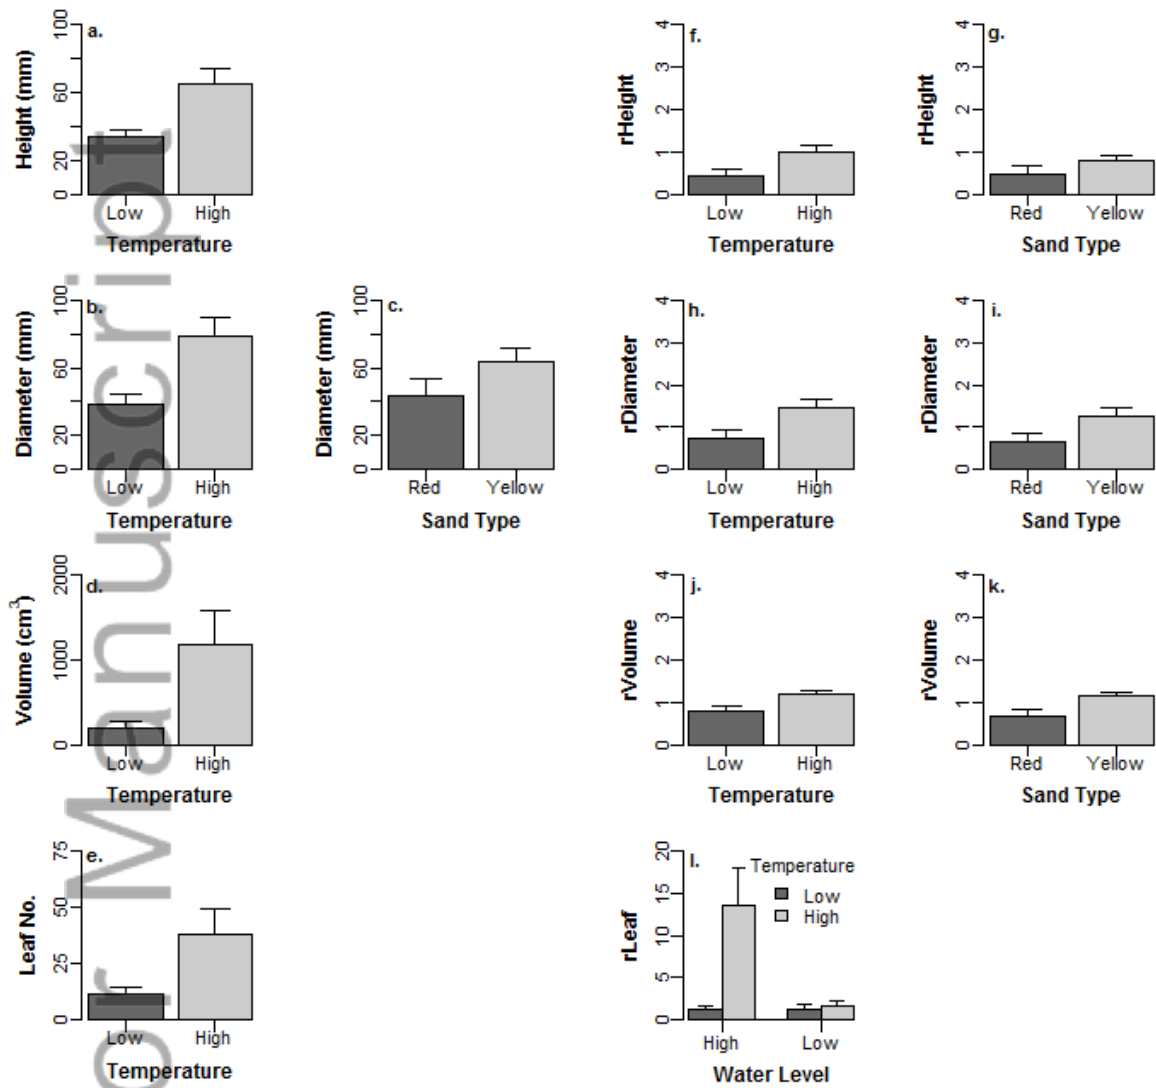 a.
Height (mm)
0 20 60 100
Low High
Temperature
f.
rHeight
0 1 2 3 4
Low High
Temperature
g.
rHeight
0 1 2 3 4
Red Yellow
Sand Type
b.
Diameter (mm)
0 20 60 100
Low High
Temperature
c.
Diameter (mm)
0 20 60 100
Red Yellow
Sand Type
h.
rDiameter
0 1 2 3 4
Low High
Temperature
i.
rDiameter
0 1 2 3 4
Red Yellow
Sand Type
d.
Volume (cm³)
0 1000 2000
Low High
Temperature
j.
rVolume
0 1 2 3 4
Low High
Temperature
k.
rVolume
0 1 2 3 4
Red Yellow
Sand Type
e.
Leaf No.
0 25 50 75
Low High
Temperature
l.
rLeaf
0 5 10 15 20
Temperature
Low
High
High Low
Water Level
or Manuscript